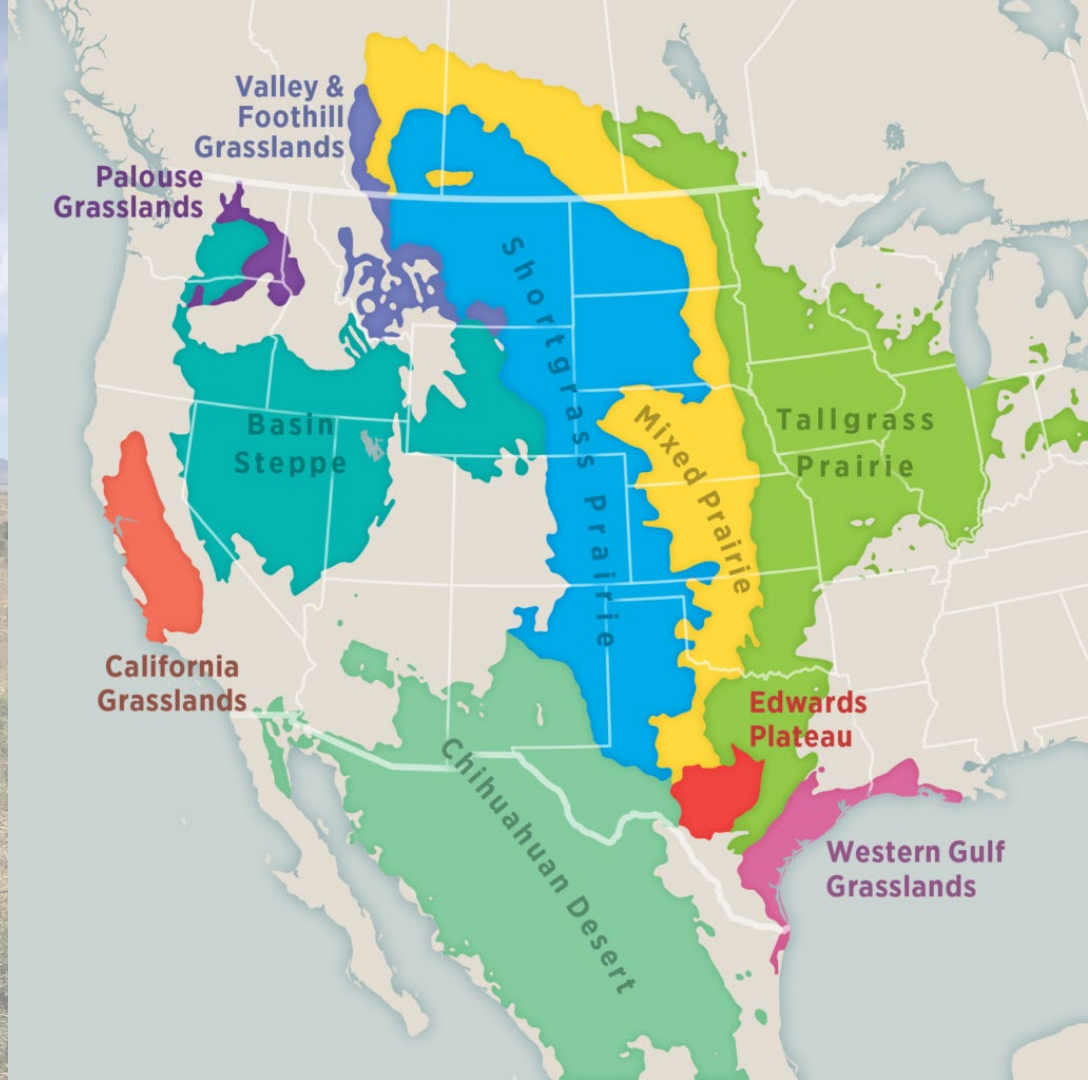 Valley &
Foothill
Grasslands
Palouse
Grasslands
Shortgrass prairie
Basin
Steppe
Mixed Prairie
Tallgrass
Prairie
California
Grasslands
Edwards
Plateau
Chihuahuan Desert
Western Gulf
Grasslands